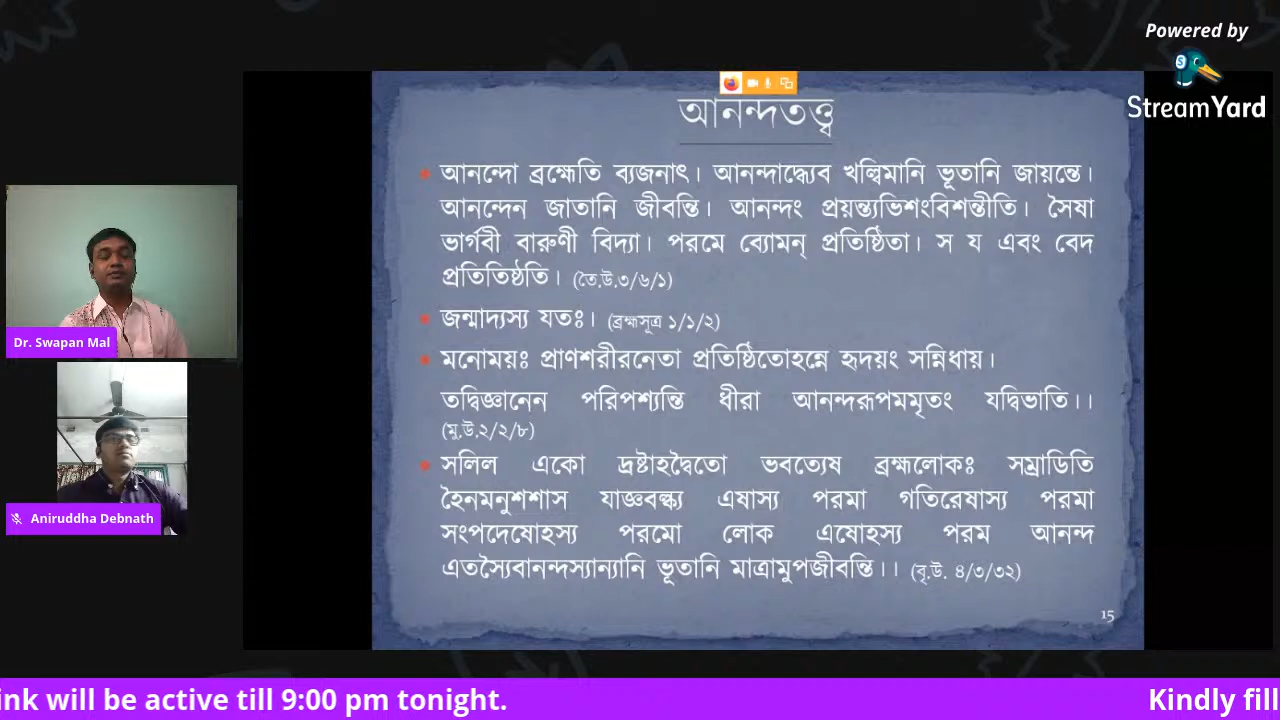 Powered by
StreamYard
আনন্দতত্ত্ব
আনন্দো ব্রহ্মেতি ব্যজনাৎ। আনন্দাদ্ধ্যেব খল্বিমানি ভূতানি জায়ন্তে।
আনন্দেন জাতানি জীবন্তি। আনন্দং প্রয়ন্ত্যভিশংবিশন্তীতি। সৈষা
ভার্গবী বারুণী বিদ্যা। পরমে ব্যোমন্ প্রতিষ্ঠিতা। স য এবং বেদ
প্রতিতিষ্ঠতি। (তৈ.উ.৩/৬/১)
জন্মাদ্যস্য যতঃ। (ব্রহ্মসূত্র ১/১/২)
মনোময়ঃ প্রাণশরীরনেতা প্রতিষ্ঠিতোহন্নে হৃদয়ং সন্নিধায়।
তদ্বিজ্ঞানেন পরিপশ্যন্তি ধীরা আনন্দরূপমমৃতং যদ্বিভাতি।।
(মু.উ.২/২/৮)
সলিল একো দ্রষ্টাহদ্বৈতো ভবত্যেষ ব্রহ্মলোকঃ সম্রাডিতি
হৈনমনুশশাস যাজ্ঞবল্ক্য এষাস্য পরমা গতিরেষাস্য পরমা
সংপদেষোহস্য পরমো লোক এষোহস্য পরম আনন্দ
এতস্যৈবানন্দস্যান্যানি ভূতানি মাত্রামুপজীবন্তি।। (বৃ.উ. ৪/৩/৩২)
15
Dr. Swapan Mal
Aniruddha Debnath
ink will be active till 9:00 pm tonight. Kindly fill